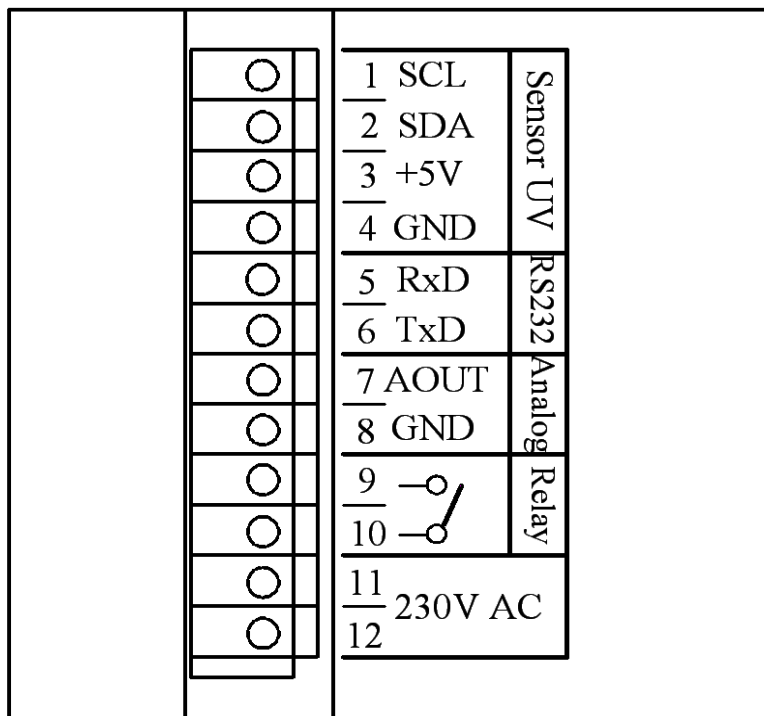 1 SCL
2 SDA
3 +5V
4 GND
Sensor UV
5 RxD
6 TxD
RS232
7 AOUT
8 GND
Analog
9
10
Relay
11
12
230V AC